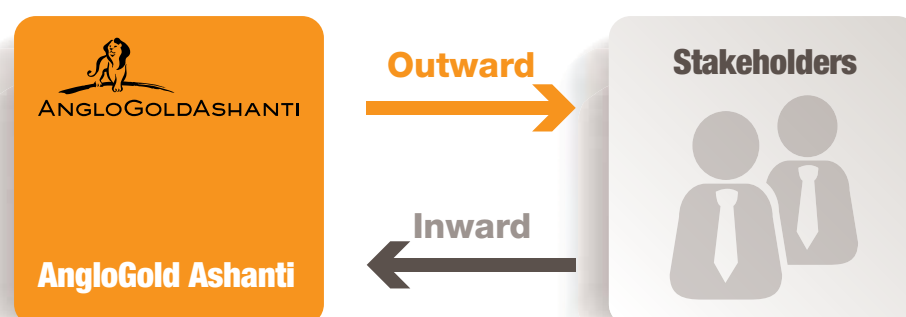 ANGLOGOLDASHANTI
AngloGold Ashanti
Outward
Inward
Stakeholders